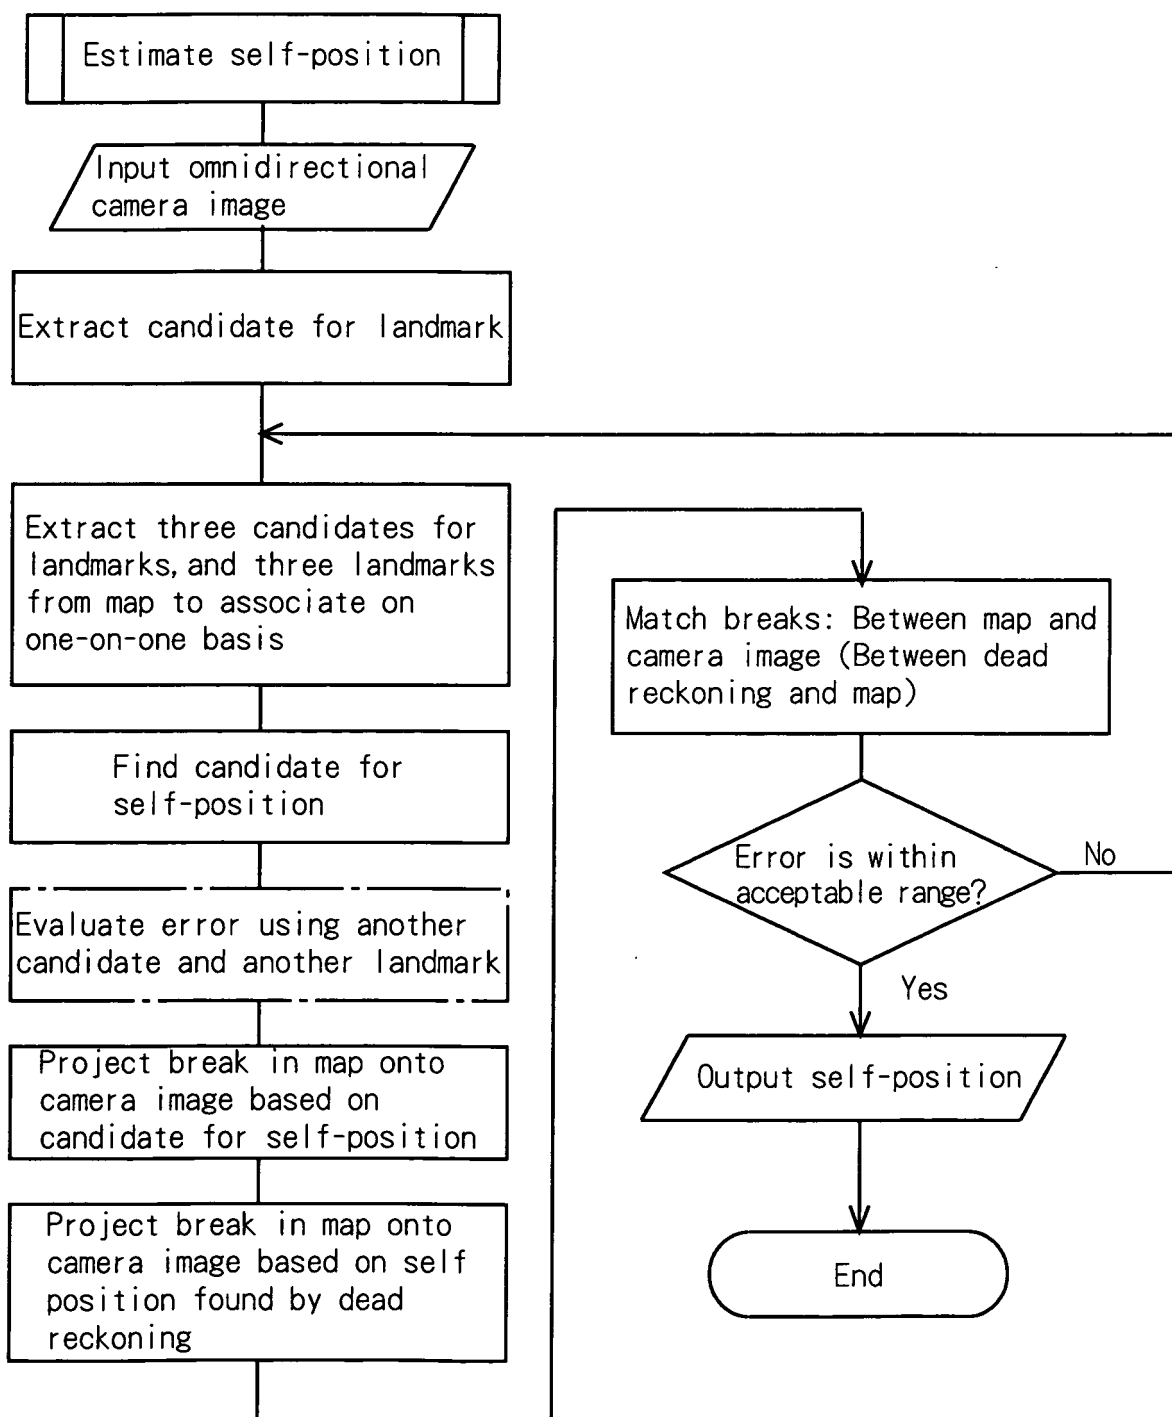 Estimate self-position
Input omnidirectional
camera image
Extract candidate for landmark
Extract three candidates for
landmarks, and three landmarks
from map to associate on
one-on-one basis
Find candidate for
self-position
Evaluate error using another
candidate and another landmark
Project break in map onto
camera image based on
candidate for self-position
Project break in map onto
camera image based on self
position found by dead
reckoning
Match breaks: Between map and
camera image (Between dead
reckoning and map)
Error is within
acceptable range?
No
Yes
Output self-position
End